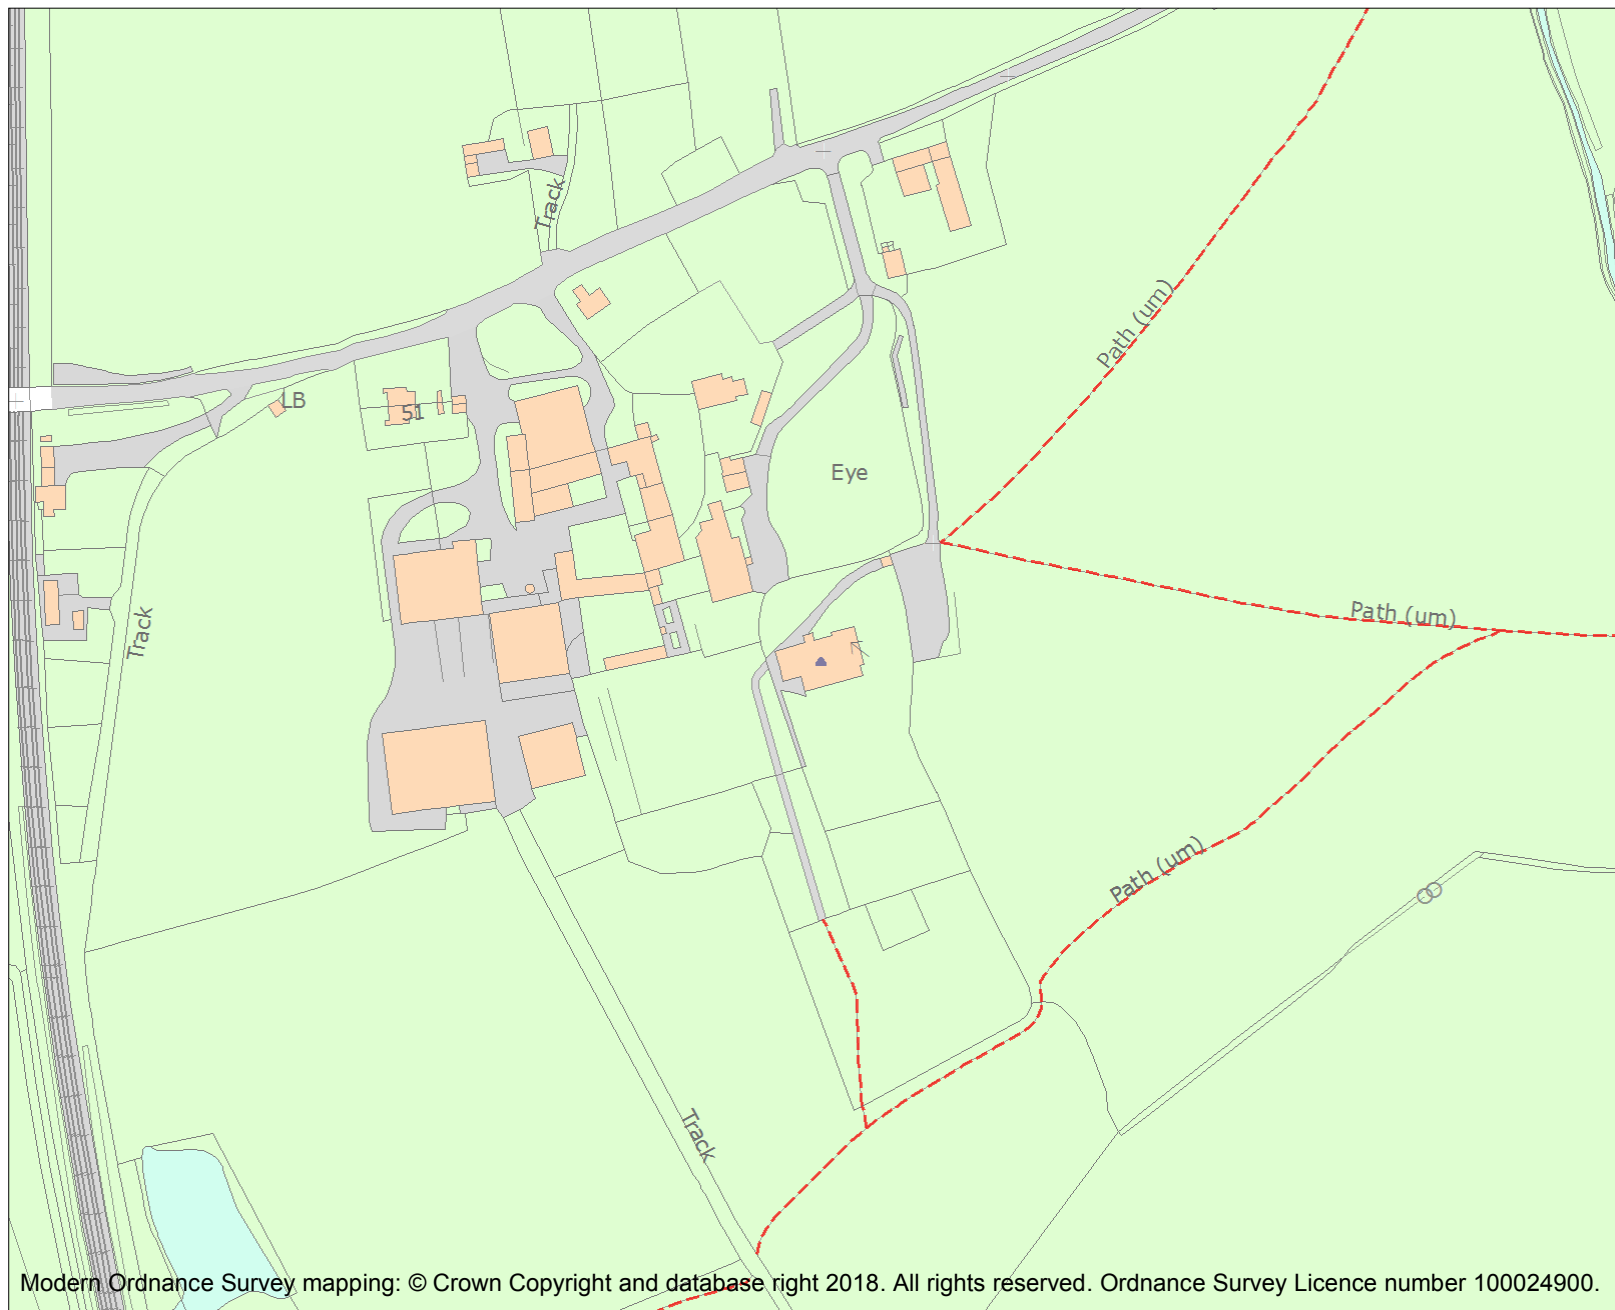 Track
Path (um)
LB
51
Eye
Path (um)
Track
Path (um)
Track
Modern Ordnance Survey mapping: © Crown Copyright and database right 2018. All rights reserved. Ordnance Survey Licence number 100024900.